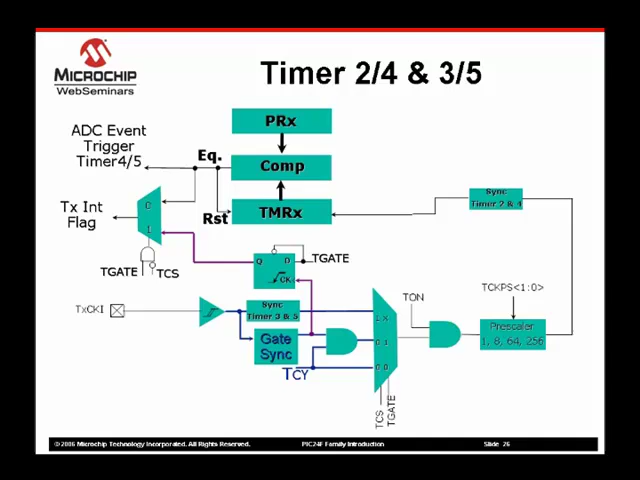 MICROCHIP
WebSeminars
Timer 2/4 & 3/5
PRx
ADC Event
Trigger
Timer4/5
Eq.
Comp
Sync
Timer 2 & 4
Tx Int
Flag
0
1
Rst
TMRx
TGATE
TCS
Q
D
CK
TGATE
TxCKI
Sync
Timer 3 & 5
Gate
Sync
TCY
1 X
0 1
0 0
TCS
TGATE
TON
TCKPS<1:0>
Prescaler
1, 8, 64, 256
© 2006 Microchip Technology Incorporated. All Rights Reserved.
PIC24F Family Introduction
Slide 26